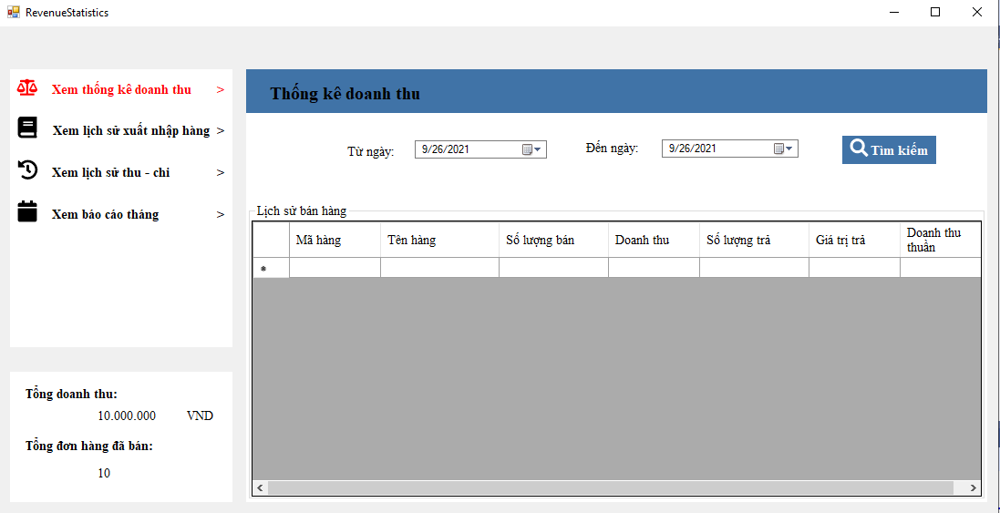 RevenueStatistics
Xem thống kê doanh thu >
Xem lịch sử xuất nhập hàng >
Xem lịch sử thu - chi >
Xem báo cáo tháng >
Tổng doanh thu:
10.000.000 VND
Tổng đơn hàng đã bán:
10
Thống kê doanh thu
Từ ngày: 9/26/2021 Đến ngày: 9/26/2021 Tìm kiếm
Lịch sử bán hàng
Mã hàng Tên hàng Số lượng bán Doanh thu Số lượng trả Giá trị trả Doanh thu
thuần